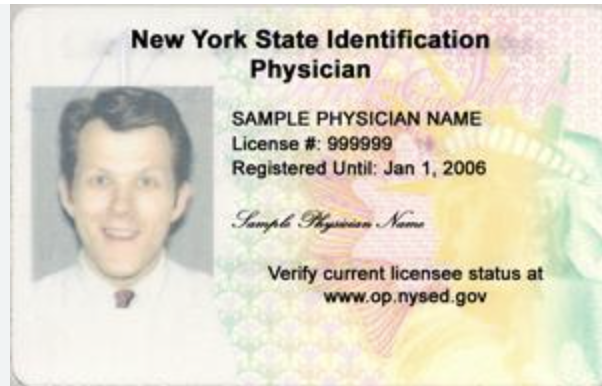 New York State Identification
Physician
SAMPLE PHYSICIAN NAME
License #: 999999
Registered Until: Jan 1, 2006
Sample Physician Name
Verify current licensee status at
www.op.nysed.gov